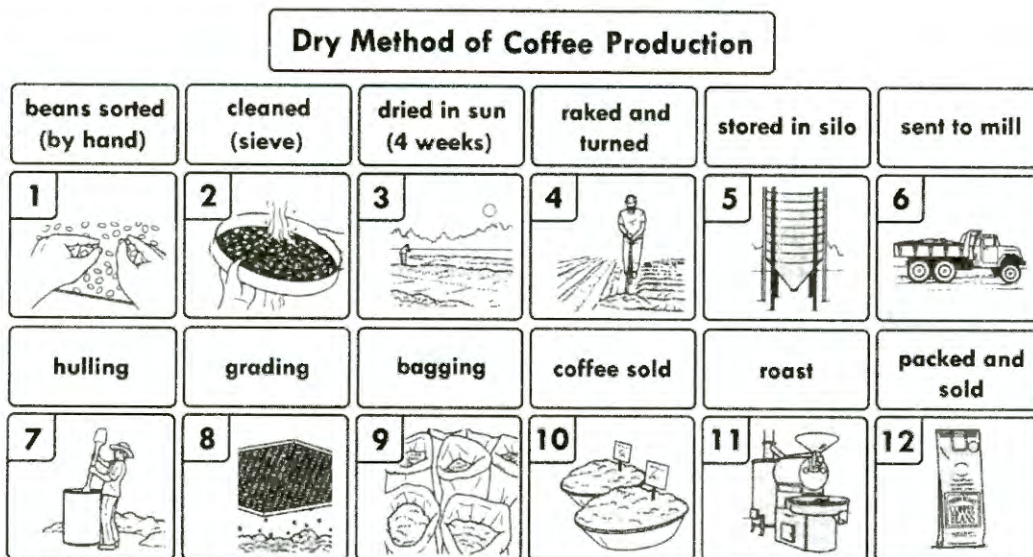 Dry Method of Coffee Production
beans sorted
(by hand)
cleaned
(sieve)
dried in sun
(4 weeks)
raked and
turned
stored in silo
sent to mill
1
2
3
4
5
6
hulling
grading
bagging
coffee sold
roast
packed and
sold
7
8
9
10
11
12
COFFEE
BEANS